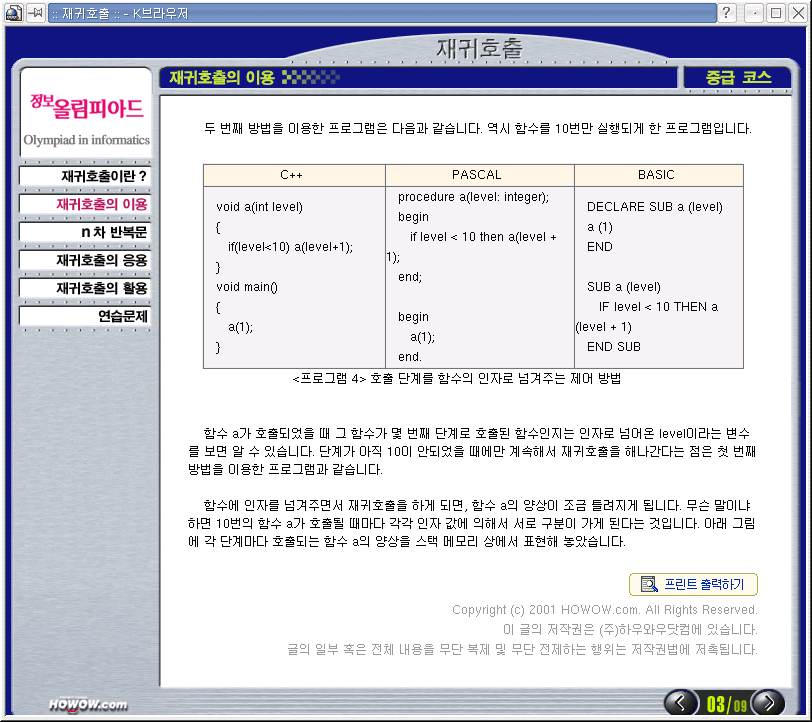 :: 재귀호출 :: - K브라우저
재귀호출
재귀호출의 이용
중급 코스
정보올림피아드
Olympiad in informatics
재귀호출이란 ?
재귀호출의 이용
n 차 반복문
재귀호출의 응용
재귀호출의 활용
연습문제
두 번째 방법을 이용한 프로그램은 다음과 같습니다. 역시 함수를 10번만 실행되게 한 프로그램입니다.
C++
PASCAL
BASIC
void a(int level)
{
if(level<10) a(level+1);
}
void main()
{
a(1);
}
procedure a(level: integer);
begin
if level < 10 then a(level +
1);
end;
begin
a(1);
end.
DECLARE SUB a (level)
a (1)
END
SUB a (level)
IF level < 10 THEN a
(level + 1)
END SUB
<프로그램 4> 호출 단계를 함수의 인자로 넘겨주는 제어 방법
함수 a가 호출되었을 때 그 함수가 몇 번째 단계로 호출된 함수인지는 인자로 넘어온 level이라는 변수
를 보면 알 수 있습니다. 단계가 아직 10이 안되었을 때에만 계속해서 재귀호출을 해나간다는 점은 첫 번째
방법을 이용한 프로그램과 같습니다.
함수에 인자를 넘겨주면서 재귀호출을 하게 되면, 함수 a의 양상이 조금 틀려지게 됩니다. 무슨 말이냐
하면 10번의 함수 a가 호출될 때마다 각각 인자 값에 의해서 서로 구분이 가게 된다는 것입니다. 아래 그림
에 각 단계마다 호출되는 함수 a의 양상을 스택 메모리 상에서 표현해 놓았습니다.
프린트 출력하기
Copyright (c) 2001 HOWOW.com. All Rights Reserved.
이 글의 저작권은 (주)하우와우닷컴에 있습니다.
글의 일부 혹은 전체 내용을 무단 복제 및 무단 전제하는 행위는 저작권법에 저촉됩니다.
HOWOW.com
03/09